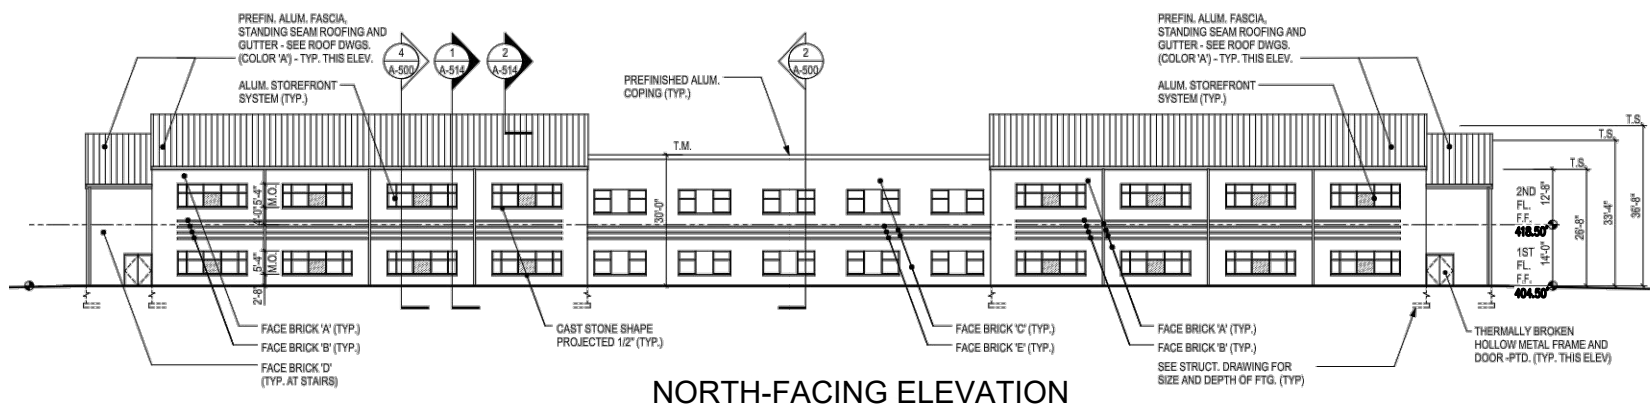 PREFIN. ALUM. FASCIA,
STANDING SEAM ROOFING AND
GUTTER - SEE ROOF DWGS.
(COLOR 'A') - TYP. THIS ELEV.
ALUM. STOREFRONT
SYSTEM (TYP.)
4
A-500
1
A-514
2
A-514
PREFINISHED ALUM.
COPING (TYP.)
2
A-500
PREFIN. ALUM. FASCIA,
STANDING SEAM ROOFING AND
GUTTER - SEE ROOF DWGS.
(COLOR 'A') - TYP. THIS ELEV.
ALUM. STOREFRONT
SYSTEM (TYP.)
T.M.
30'-0"
T.S.
T.S.
T.S.
5'-4"
M.O.
4'-0"
5'-4"
M.O.
2'-8"
2ND
FL.
F.F.
418.50'
12'-8"
1ST
FL.
F.F.
404.50'
14'-0"
26'-8"
33'-4"
36'-8"
FACE BRICK 'A' (TYP.)
FACE BRICK 'B' (TYP.)
FACE BRICK 'D'
(TYP. AT STAIRS)
CAST STONE SHAPE
PROJECTED 1/2" (TYP.)
FACE BRICK 'C' (TYP.)
FACE BRICK 'E' (TYP.)
FACE BRICK 'A' (TYP.)
FACE BRICK 'B' (TYP.)
SEE STRUCT. DRAWING FOR
SIZE AND DEPTH OF FTG. (TYP)
THERMALLY BROKEN
HOLLOW METAL FRAME AND
DOOR -PTD. (TYP. THIS ELEV)
NORTH-FACING ELEVATION